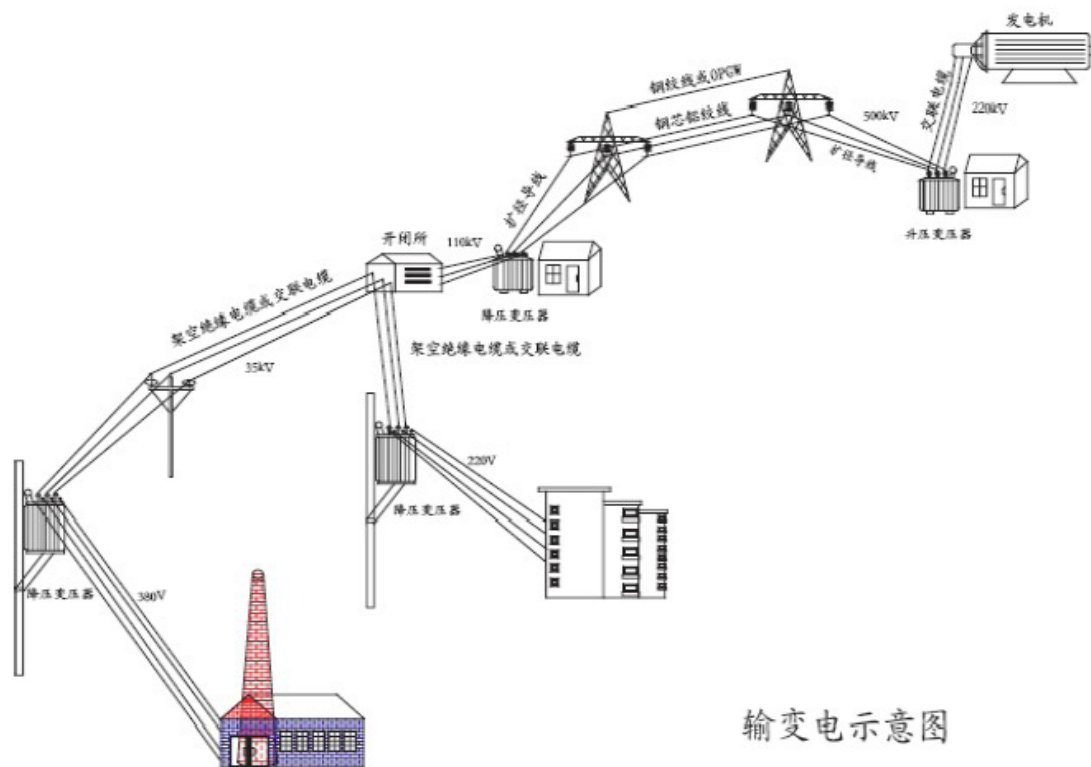 发电机
交联电缆
220kV
钢绞线或OPGW
钢芯铝绞线
500kV
扩径导线
扩径导线
升压变压器
开闭所
110kV
降压变压器
架空绝缘电缆或交联电缆
35kV
架空绝缘电缆或交联电缆
220V
降压变压器
降压变压器
380V
输变电示意图